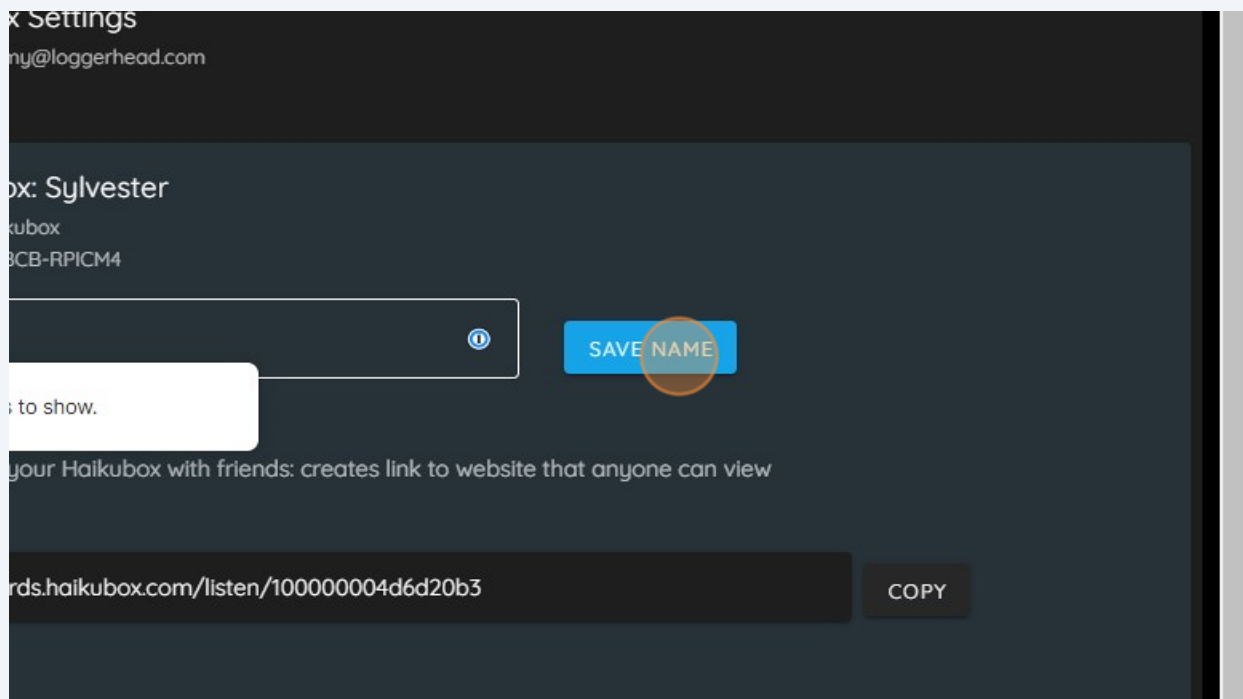 x Settings
my@loggerhead.com
ox: Sylvester
kubox
BCB-RPICM4
SAVE NAME
s to show.
your Haikubox with friends: creates link to website that anyone can view
rds.haikubox.com/listen/100000004d6d20b3
COPY